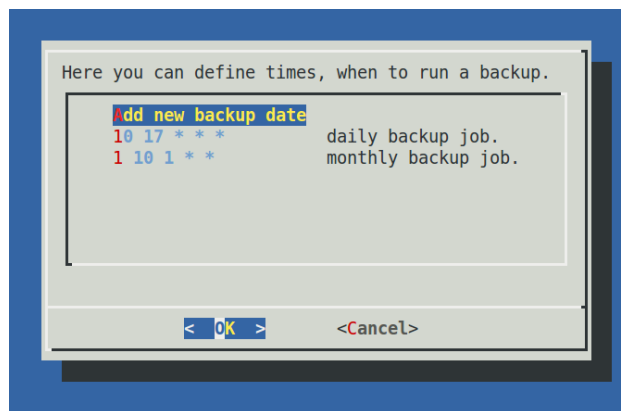 Here you can define times, when to run a backup.
Add new backup date
10 17 * * * daily backup job.
1 10 1 * * monthly backup job.
< OK > <Cancel>